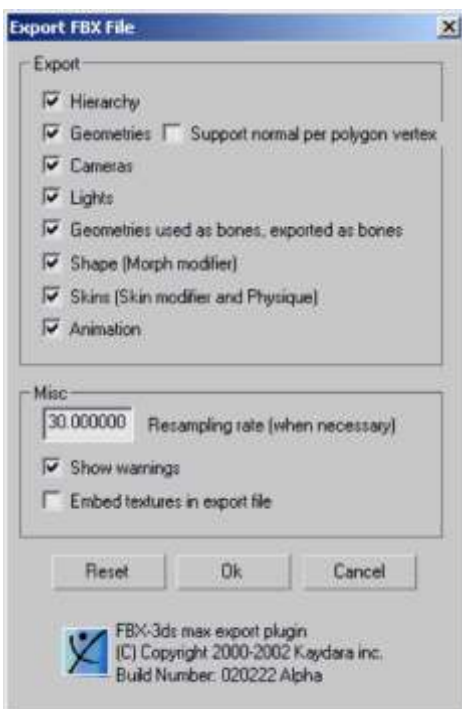 Export FBX File
Export
Hierarchy
Geometries Support normal per polygon vertex
Cameras
Lights
Geometries used as bones, exported as bones
Shape (Morph modifier)
Skins (Skin modifier and Physique)
Animation
Misc
30.000000 Resampling rate (when necessary)
Show warnings
Embed textures in export file
Reset Ok Cancel
FBX-3ds max export plugin
(C) Copyright 2000-2002 Kaydara inc.
Build Number: 020222 Alpha